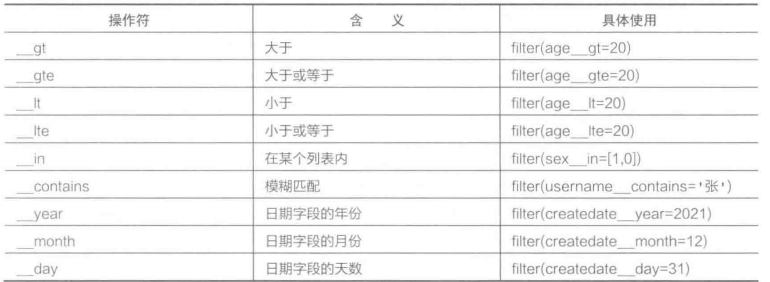 操作符 含 义 具体使用
__gt 大于 filter(age__gt=20)
__gte 大于或等于 filter(age__gte=20)
__lt 小于 filter(age__lt=20)
__lte 小于或等于 filter(age__lte=20)
__in 在某个列表内 filter(sex__in=[1,0])
__contains 模糊匹配 filter(username__contains='张')
__year 日期字段的年份 filter(createdate__year=2021)
__month 日期字段的月份 filter(createdate__month=12)
__day 日期字段的天数 filter(createdate__day=31)